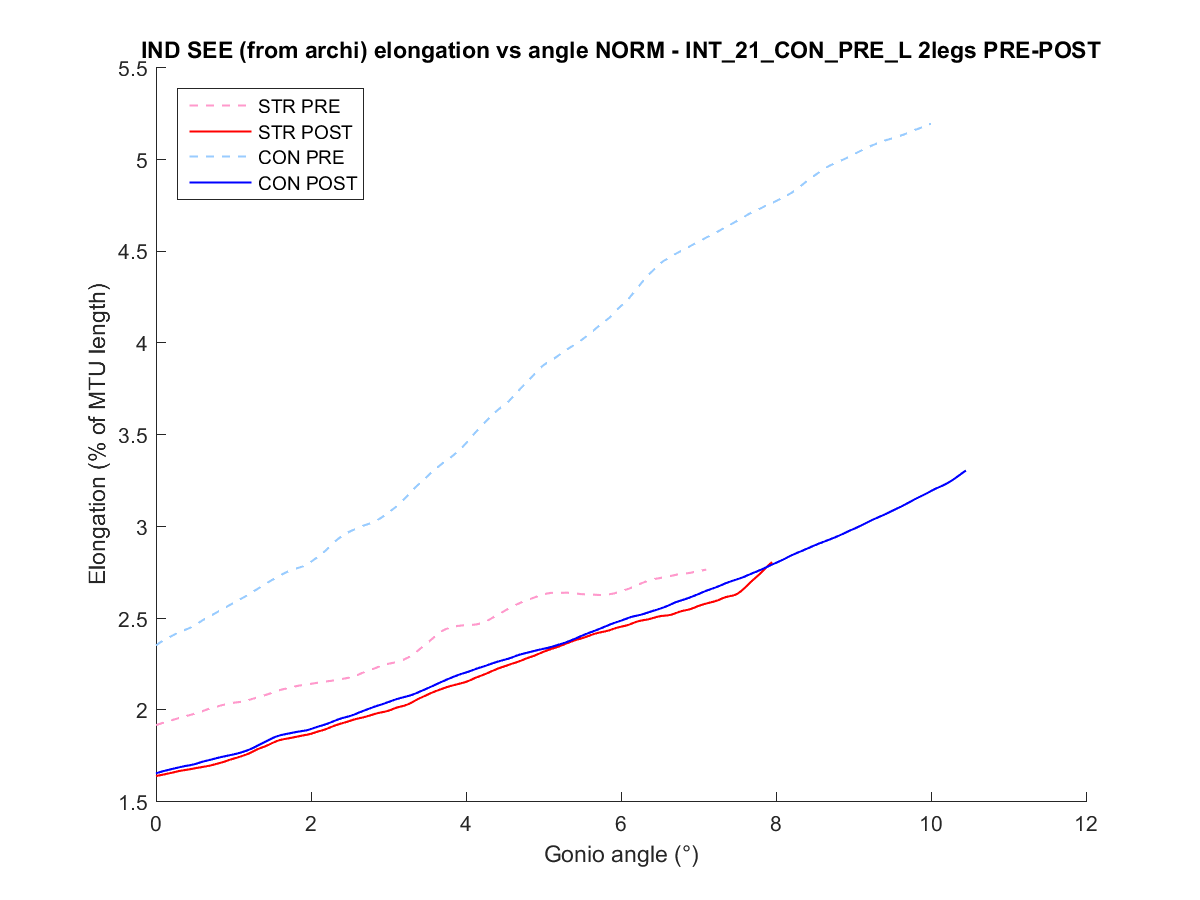 IND SEE (from archi) elongation vs angle NORM - INT_21_CON_PRE_L 2legs PRE-POST
5.5
5
4.5
4
3.5
3
2.5
2
1.5
STR PRE
STR POST
CON PRE
CON POST
Elongation (% of MTU length)
0 2 4 6 8 10 12
Gonio angle (°)